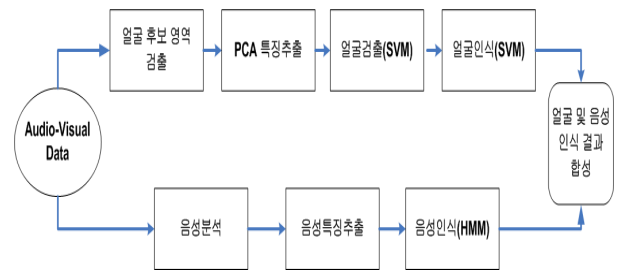 Audio-Visual
Data
얼굴 후보 영역
검출
PCA 특징추출
얼굴검출(SVM)
얼굴인식(SVM)
음성분석
음성특징추출
음성인식(HMM)
얼굴 및 음성
인식 결과
합성